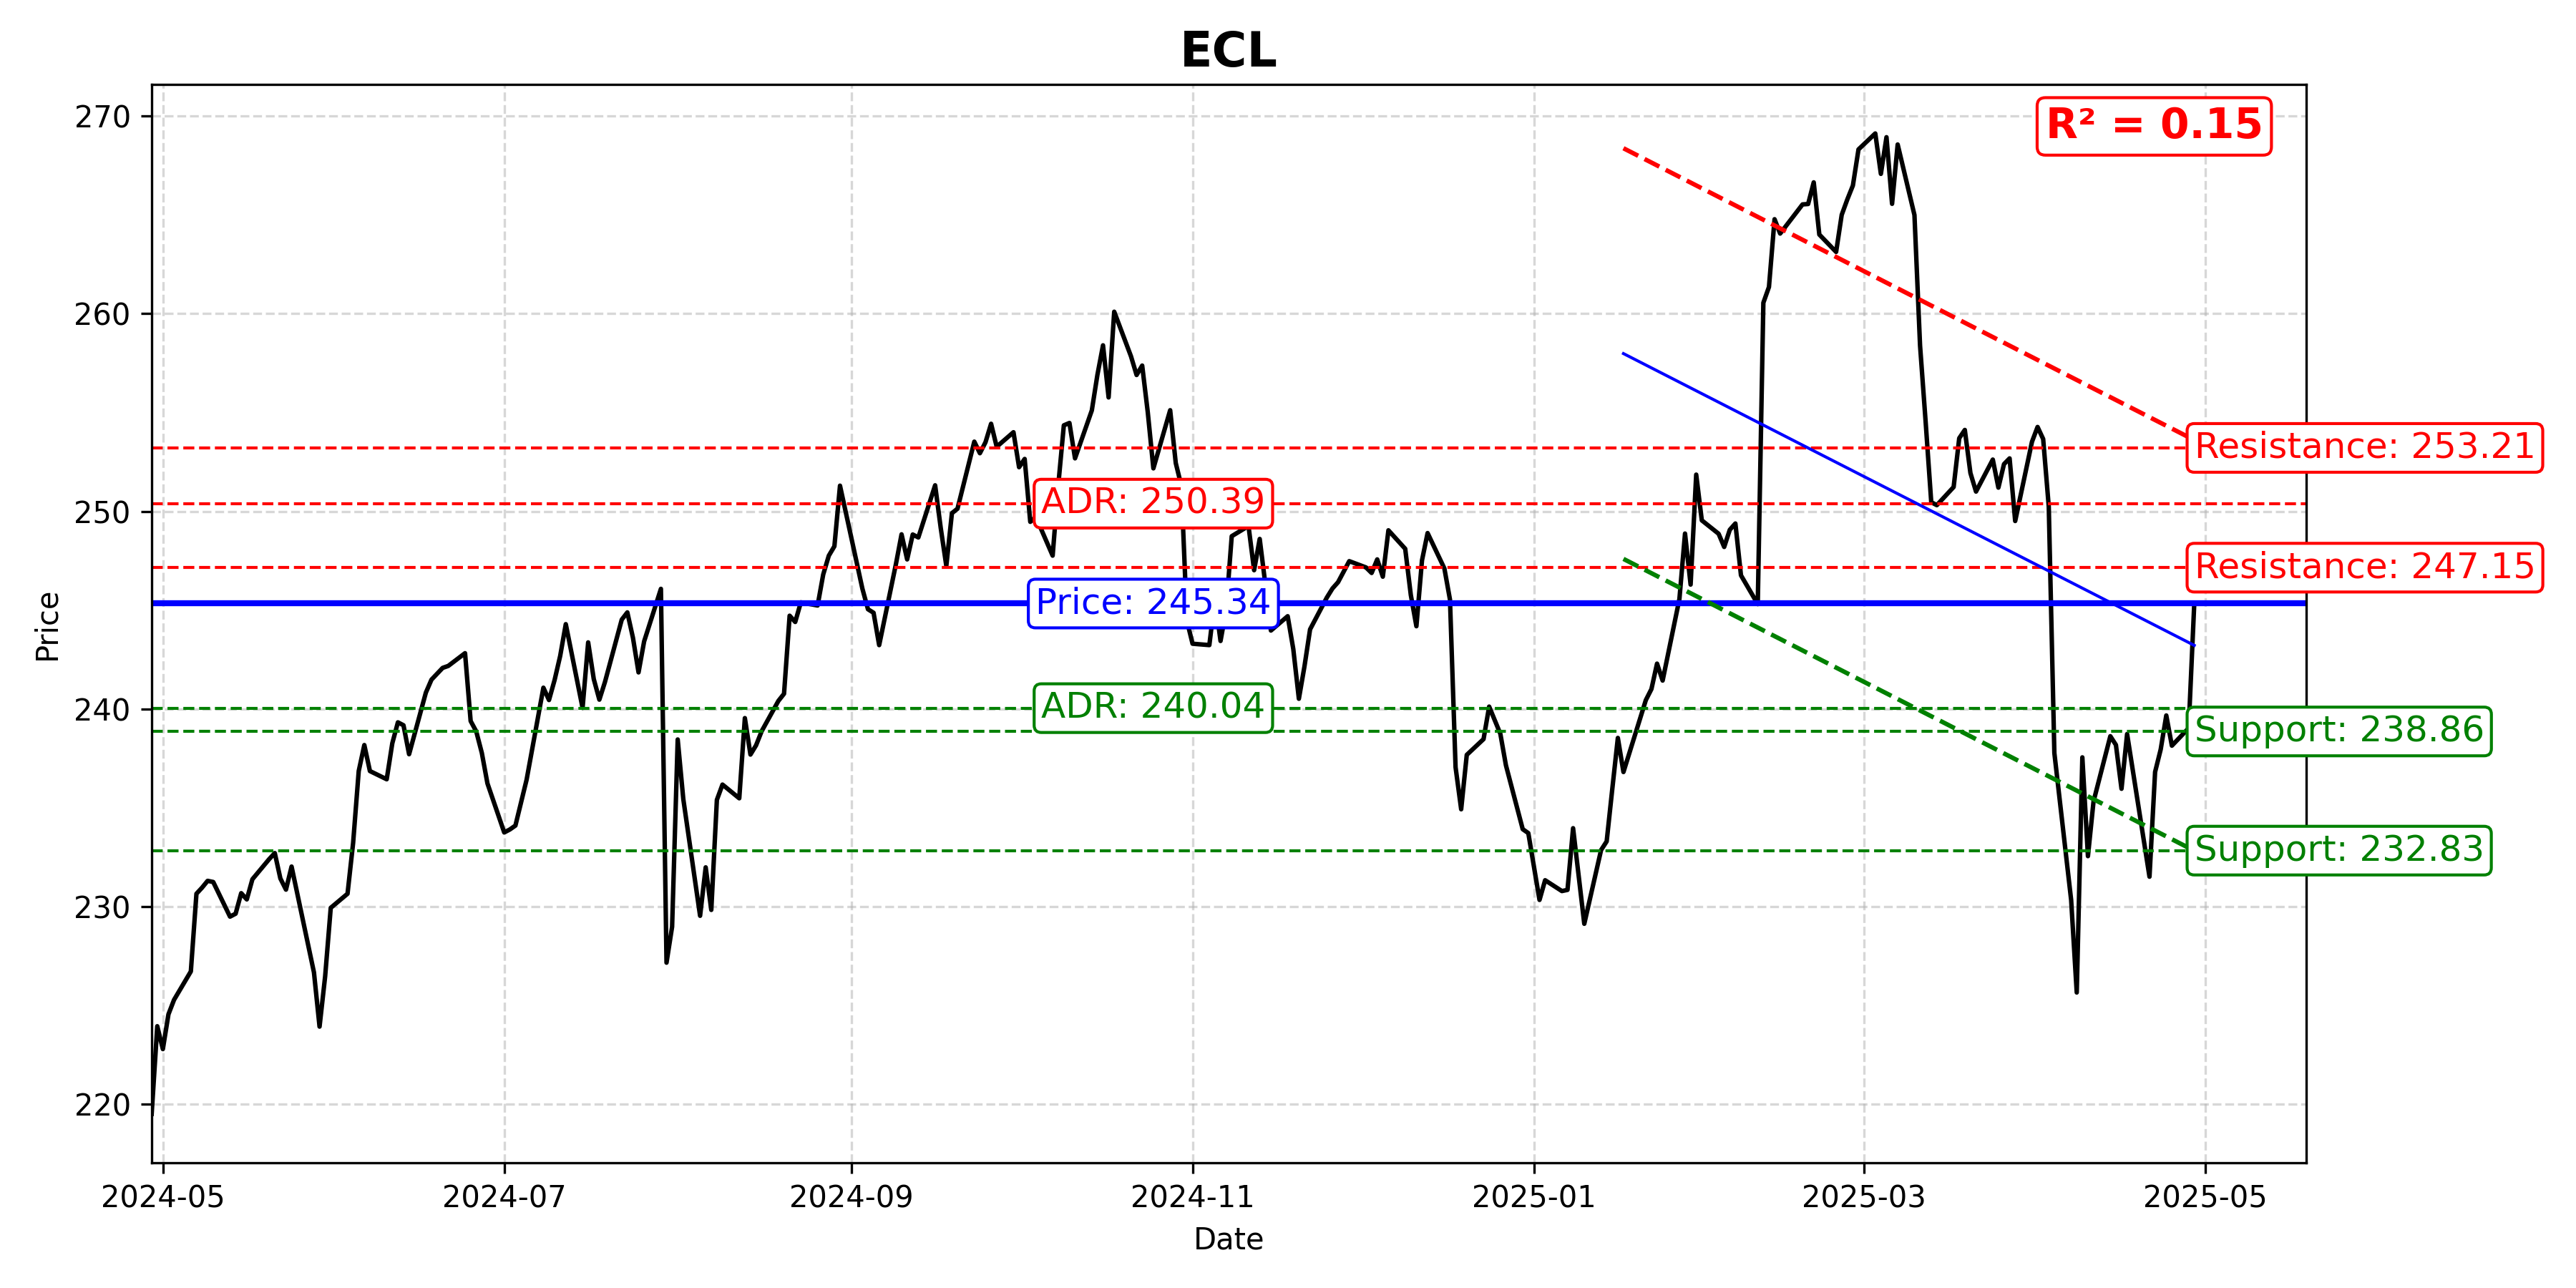 ECL
R² = 0.15
270
260
250
240
230
220
Price
Resistance: 253.21
ADR: 250.39
Resistance: 247.15
Price: 245.34
ADR: 240.04
Support: 238.86
Support: 232.83
2024-05
2024-07
2024-09
2024-11
2025-01
2025-03
2025-05
Date